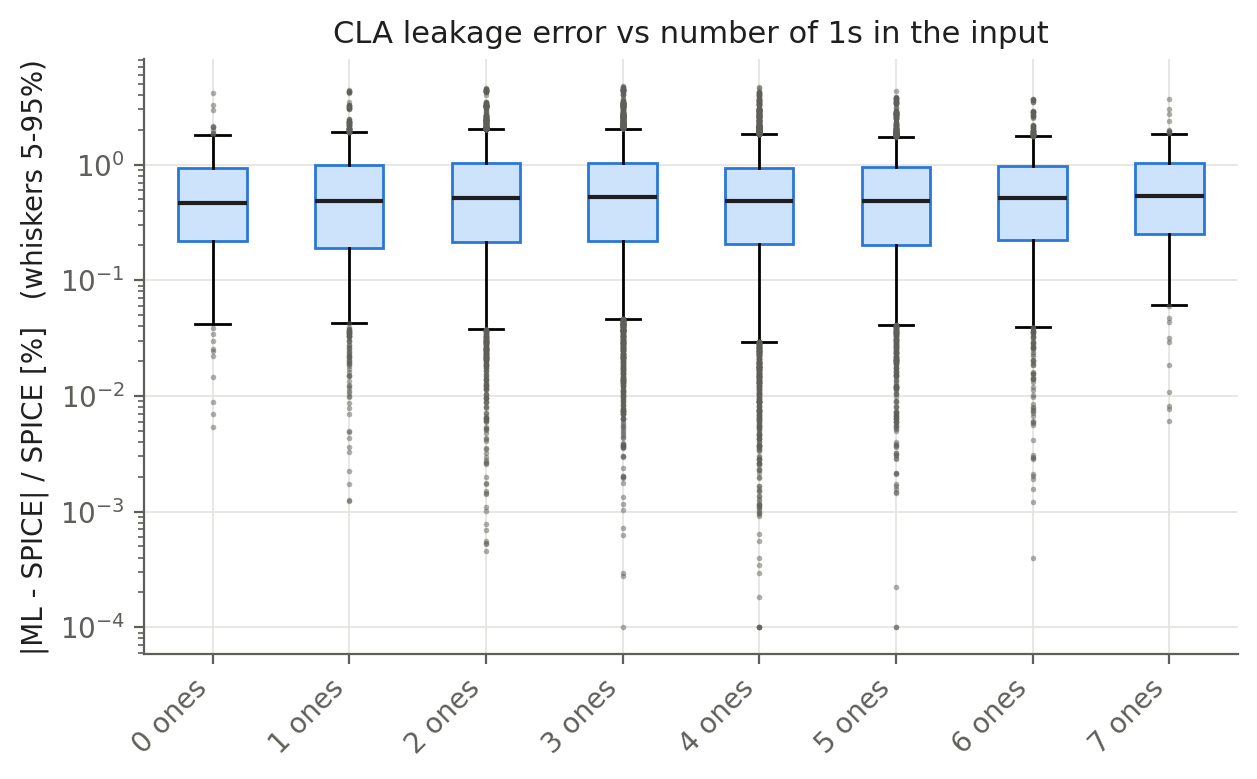 CLA leakage error vs number of 1s in the input
|ML - SPICE| / SPICE [%]   (whiskers 5-95%)
10⁰
10⁻¹
10⁻²
10⁻³
10⁻⁴
0 ones
1 ones
2 ones
3 ones
4 ones
5 ones
6 ones
7 ones